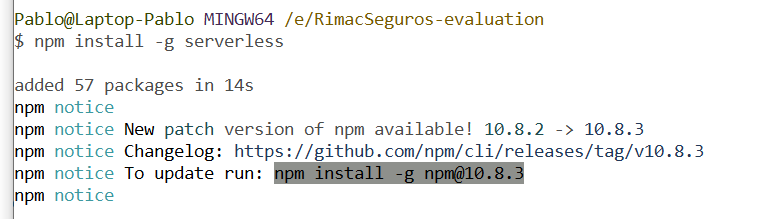 Pablo@Laptop-Pablo MINGW64 /e/RimacSeguros-evaluation
$ npm install -g serverless
added 57 packages in 14s
npm notice
npm notice New patch version of npm available! 10.8.2 -> 10.8.3
npm notice Changelog: https://github.com/npm/cli/releases/tag/v10.8.3
npm notice To update run: npm install -g npm@10.8.3
npm notice